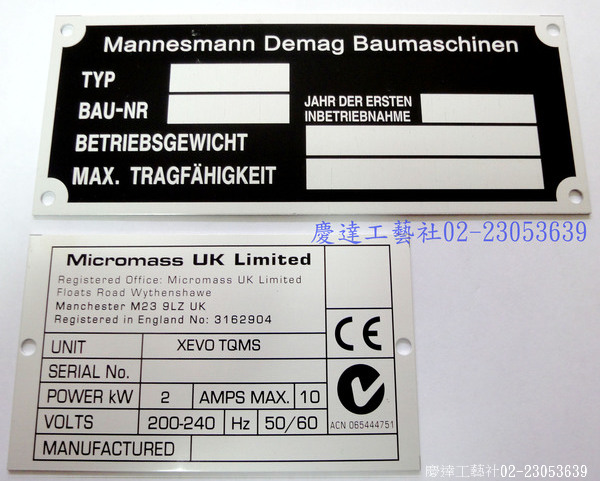 Mannesmann Demag Baumaschinen
TYP
BAU-NR
JAHR DER ERSTEN
INBETRIEBNAHME
BETRIEBSGEWICHT
MAX. TRAGFÄHIGKEIT
慶達工藝社02-23053639
Micromass UK Limited
Registered Office: Micromass UK Limited
Floats Road Wythenshawe
Manchester M23 9LZ UK
Registered in England No: 3162904
CE
UNIT XEVO TQMS
SERIAL No.
POWER kW 2 AMPS MAX. 10
VOLTS 200-240 Hz 50/60
ACN 065444751
MANUFACTURED
慶達工藝社02-23053639